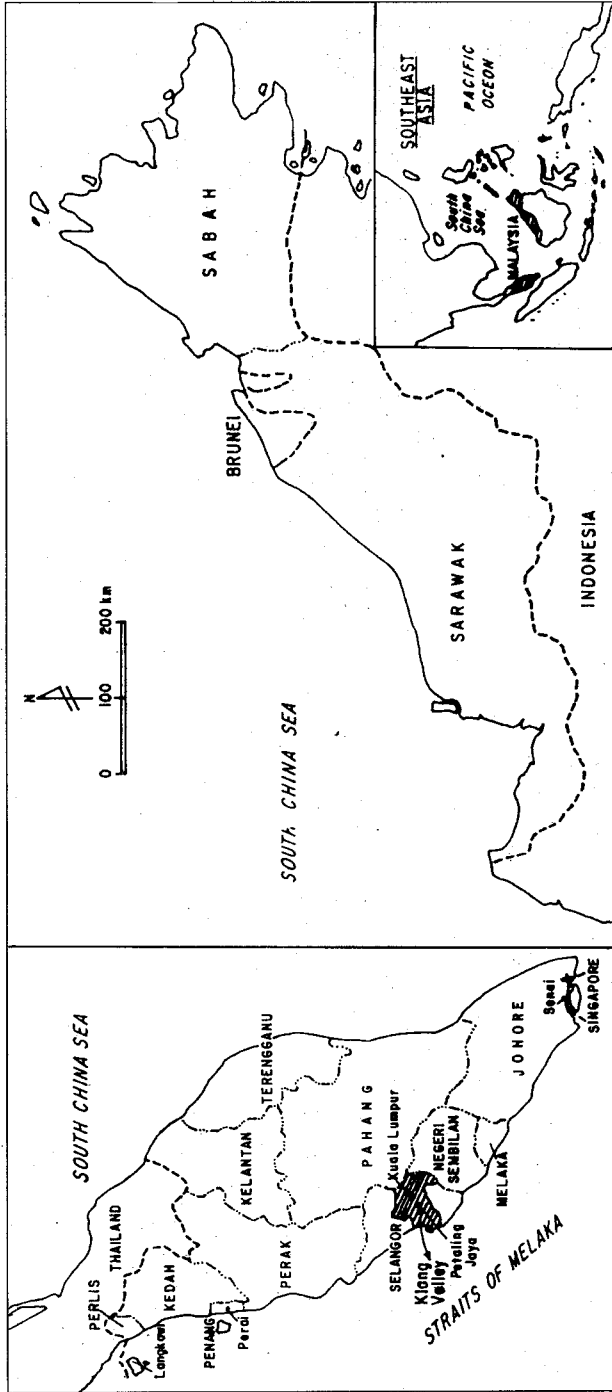 SOUTH CHINA SEA
PERLIS
THAILAND
Langkawi
KEDAH
PENANG
Perai
KELANTAN
TERENGGANU
PERAK
PAHANG
SELANGOR
Kuala Lumpur
Klang
Valley
Petaling
Jaya
NEGERI
SEMBILAN
MELAKA
STRAITS OF MELAKA
JOHORE
Senai
SINGAPORE
N
0 100 200 km
SOUTH CHINA SEA
BRUNEI
SABAH
SARAWAK
INDONESIA
SOUTHEAST
ASIA
PACIFIC
OGEON
South
China
Sea
MALAYSIA